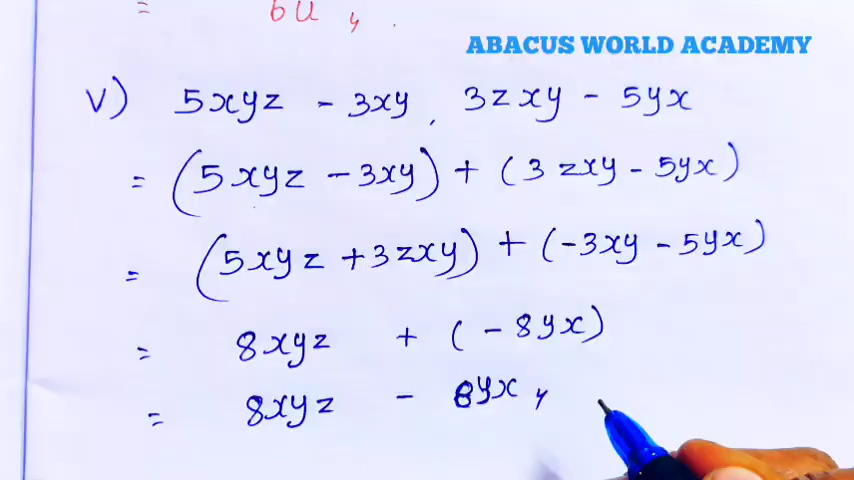 = 6u,
ABACUS WORLD ACADEMY
v) 5xyz - 3xy, 3zxy - 5yx
= (5xyz - 3xy) + (3zxy - 5yx)
= (5xyz + 3zxy) + (-3xy - 5yx)
= 8xyz + (-8yx)
= 8xyz - 8yx,